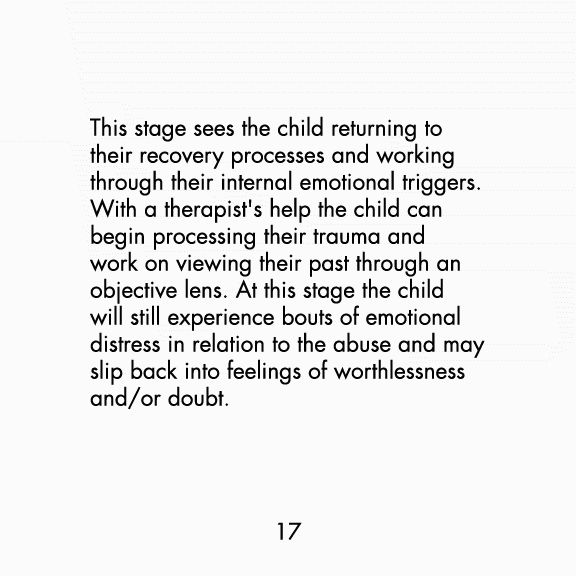 This stage sees the child returning to
their recovery processes and working
through their internal emotional triggers.
With a therapist's help the child can
begin processing their trauma and
work on viewing their past through an
objective lens. At this stage the child
will still experience bouts of emotional
distress in relation to the abuse and may
slip back into feelings of worthlessness
and/or doubt.
17